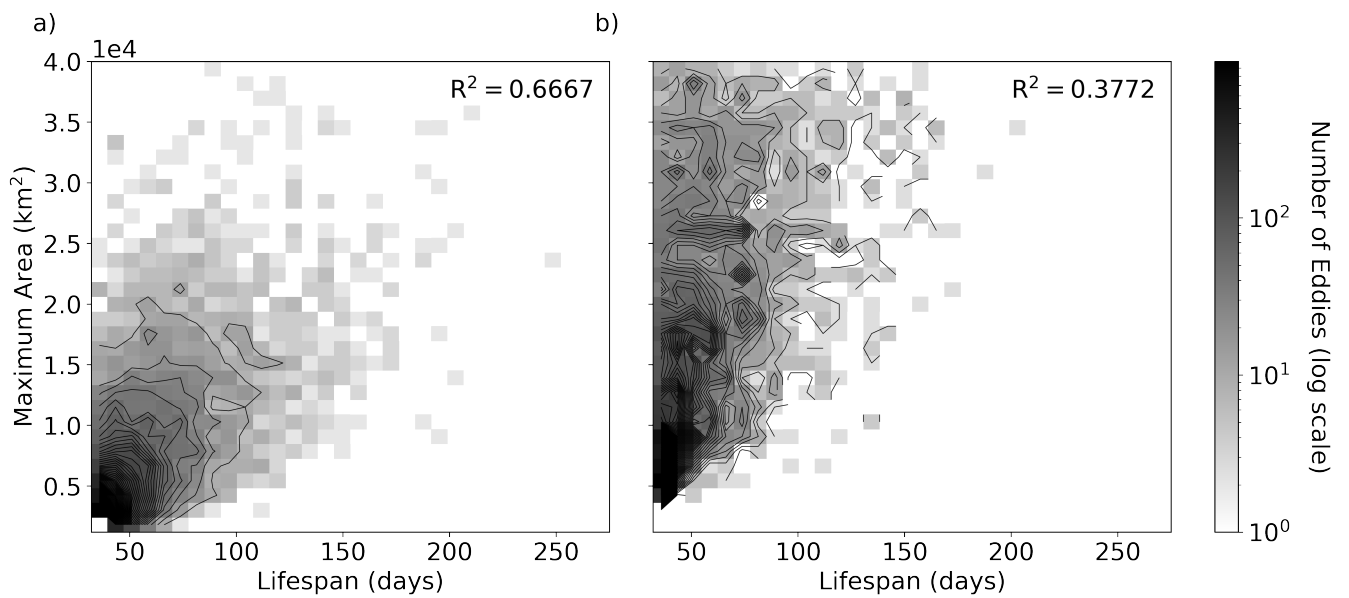 a)
b)
1e4
R² = 0.6667
R² = 0.3772
4.0
3.5
3.0
2.5
2.0
1.5
1.0
0.5
Maximum Area (km²)
50 100 150 200 250
Lifespan (days)
50 100 150 200 250
Lifespan (days)
10²
10¹
10⁰
Number of Eddies (log scale)